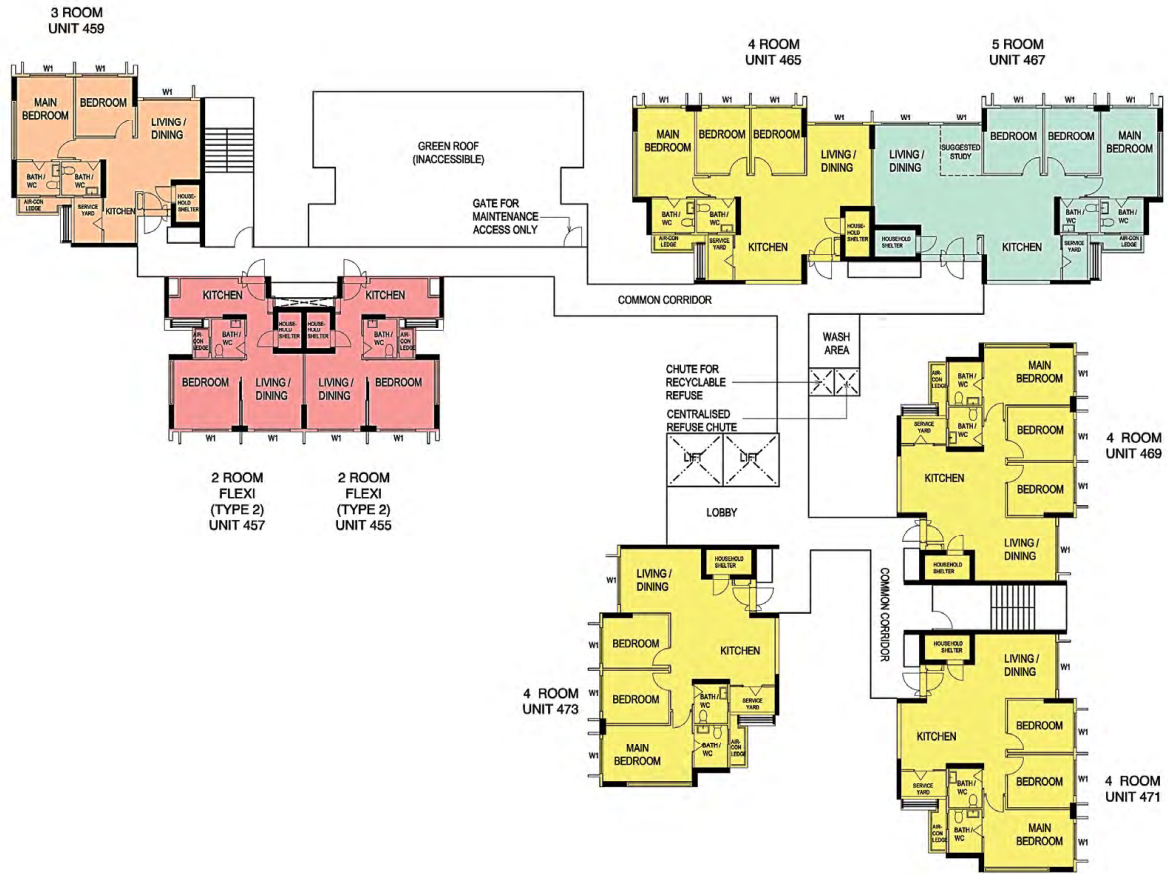 3 ROOM
UNIT 459
W1
W1
W1
MAIN
BEDROOM
BEDROOM
LIVING /
DINING
BATH /
WC
BATH /
WC
AIR-CON
LEDGE
SERVICE
YARD
KITCHEN
HOUSE-
HOLD
SHELTER
GREEN ROOF
(INACCESSIBLE)
GATE FOR
MAINTENANCE
ACCESS ONLY
4 ROOM
UNIT 465
W1
W1
W1
W1
MAIN
BEDROOM
BEDROOM
BEDROOM
LIVING /
DINING
BATH /
WC
BATH /
WC
AIR-CON
LEDGE
SERVICE
YARD
KITCHEN
HOUSE-
HOLD
SHELTER
5 ROOM
UNIT 467
W1
W1
W1
W1
W1
LIVING /
DINING
SUGGESTED
STUDY
BEDROOM
BEDROOM
MAIN
BEDROOM
HOUSEHOLD
SHELTER
KITCHEN
BATH /
WC
BATH /
WC
SERVICE
YARD
AIR-CON
LEDGE
COMMON CORRIDOR
KITCHEN
KITCHEN
AIR-
CON
LEDGE
BATH /
WC
HOUSE-
HOLD
SHELTER
HOUSE-
HOLD
SHELTER
BATH /
WC
AIR-
CON
LEDGE
BEDROOM
LIVING /
DINING
LIVING /
DINING
BEDROOM
W1
W1
W1
W1
2 ROOM
FLEXI
(TYPE 2)
UNIT 457
2 ROOM
FLEXI
(TYPE 2)
UNIT 455
WASH
AREA
CHUTE FOR
RECYCLABLE
REFUSE
CENTRALISED
REFUSE CHUTE
LIFT
LIFT
LOBBY
MAIN
BEDROOM
W1
AIR-
CON
LEDGE
BATH /
WC
BATH /
WC
SERVICE
YARD
BEDROOM
W1
KITCHEN
BEDROOM
W1
LIVING /
DINING
W1
HOUSEHOLD
SHELTER
4 ROOM
UNIT 469
COMMON CORRIDOR
HOUSEHOLD
SHELTER
W1
LIVING /
DINING
BEDROOM
W1
KITCHEN
BEDROOM
W1
BATH /
WC
SERVICE
YARD
MAIN
BEDROOM
W1
BATH /
WC
AIR-
CON
LEDGE
4 ROOM
UNIT 473
HOUSEHOLD
SHELTER
LIVING /
DINING
W1
BEDROOM
W1
KITCHEN
BEDROOM
W1
SERVICE
YARD
BATH /
WC
BATH /
WC
AIR-
CON
LEDGE
MAIN
BEDROOM
W1
4 ROOM
UNIT 471